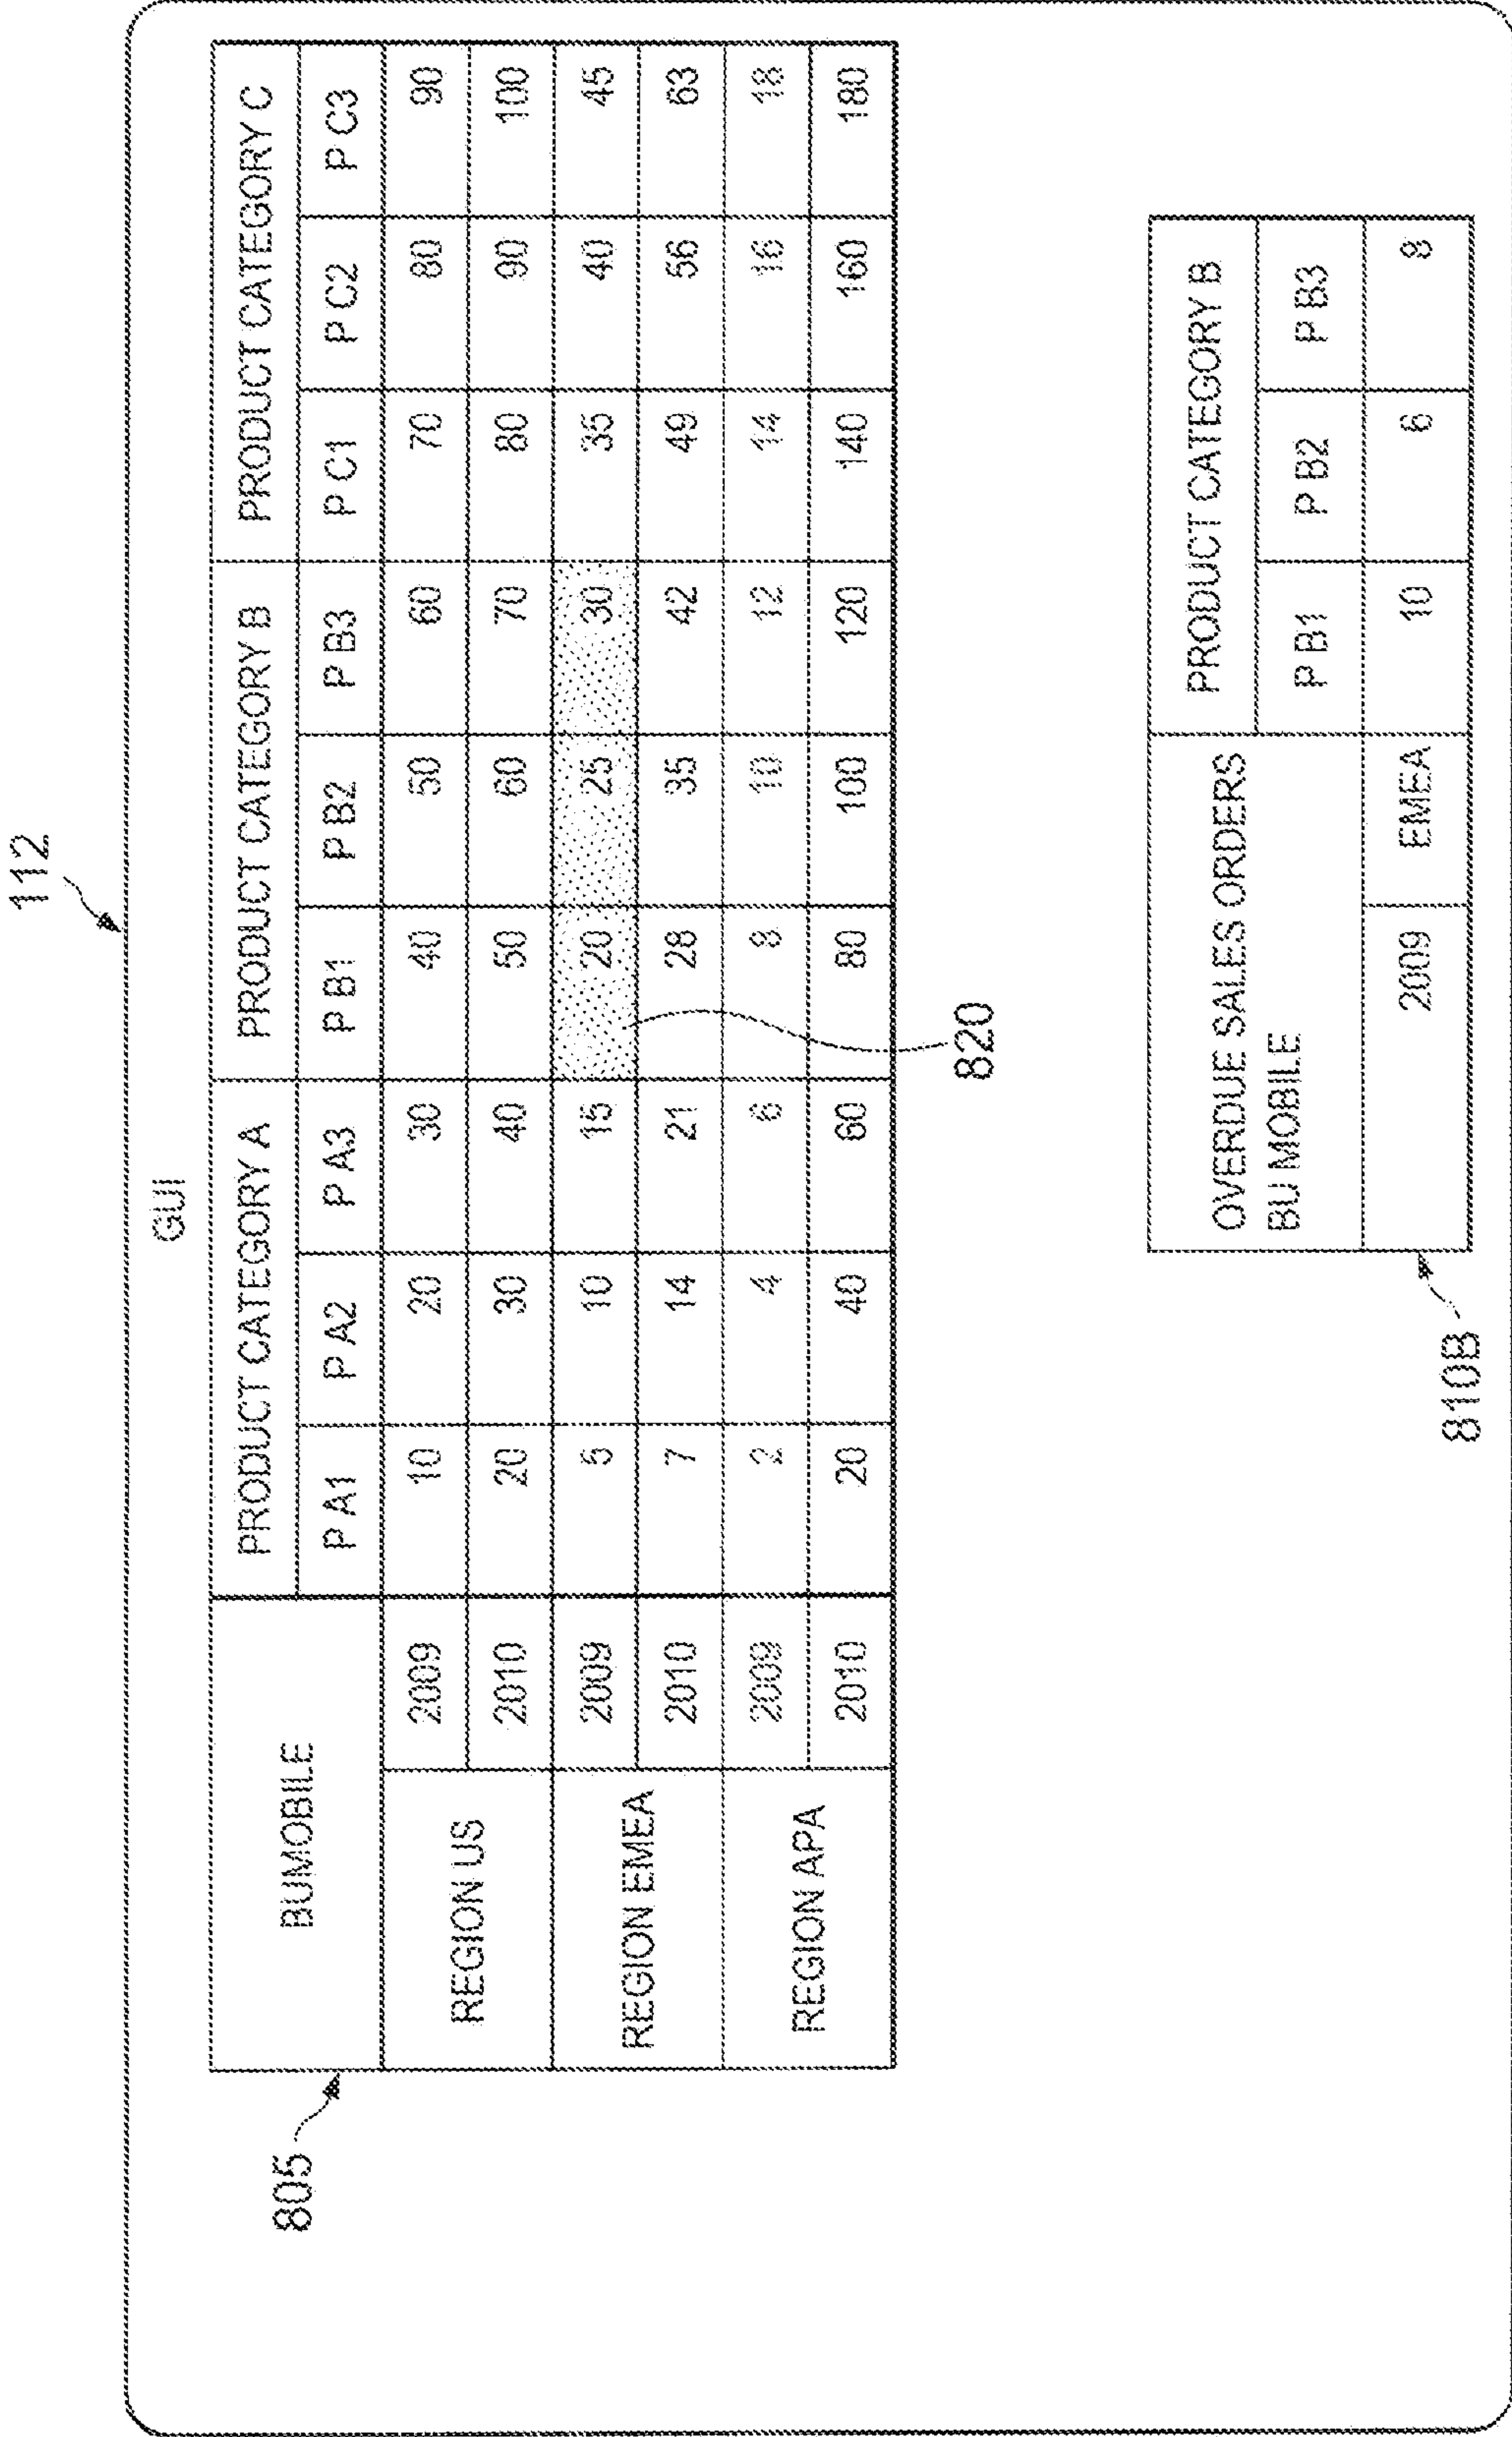 112
GUI
805
BUMOBILE PRODUCT CATEGORY A PRODUCT CATEGORY B PRODUCT CATEGORY C
P A1 P A2 P A3 P B1 P B2 P B3 P C1 P C2 P C3
REGION US 2009 10 20 30 40 50 60 70 80 90
2010 20 30 40 50 60 70 80 90 100
REGION EMEA 2009 5 10 15 20 25 30 35 40 45
2010 7 14 21 28 35 42 49 56 63
REGION APA 2009 2 4 6 8 10 12 14 16 18
2010 20 40 60 80 100 120 140 160 180
820
OVERDUE SALES ORDERS
BU MOBILE
PRODUCT CATEGORY B
P B1 P B2 P B3
2009 EMEA 10 6 8
810B